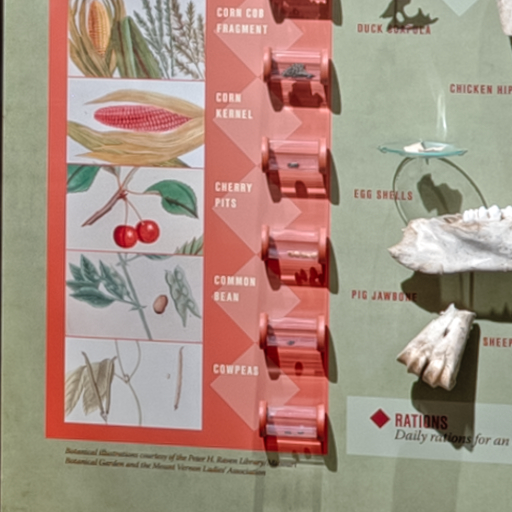 CORN COB
FRAGMENT
DUCK SCAPULA
CHICKEN HIP
CORN
KERNEL
CHERRY
PITS
EGG SHELLS
COMMON
BEAN
PIG JAWBONE
SHEEP
COWPEAS
RATIONS
Daily rations for an
Botanical illustrations courtesy of the Peter H. Raven Library/Missouri
Botanical Garden and the Mount Vernon Ladies' Association